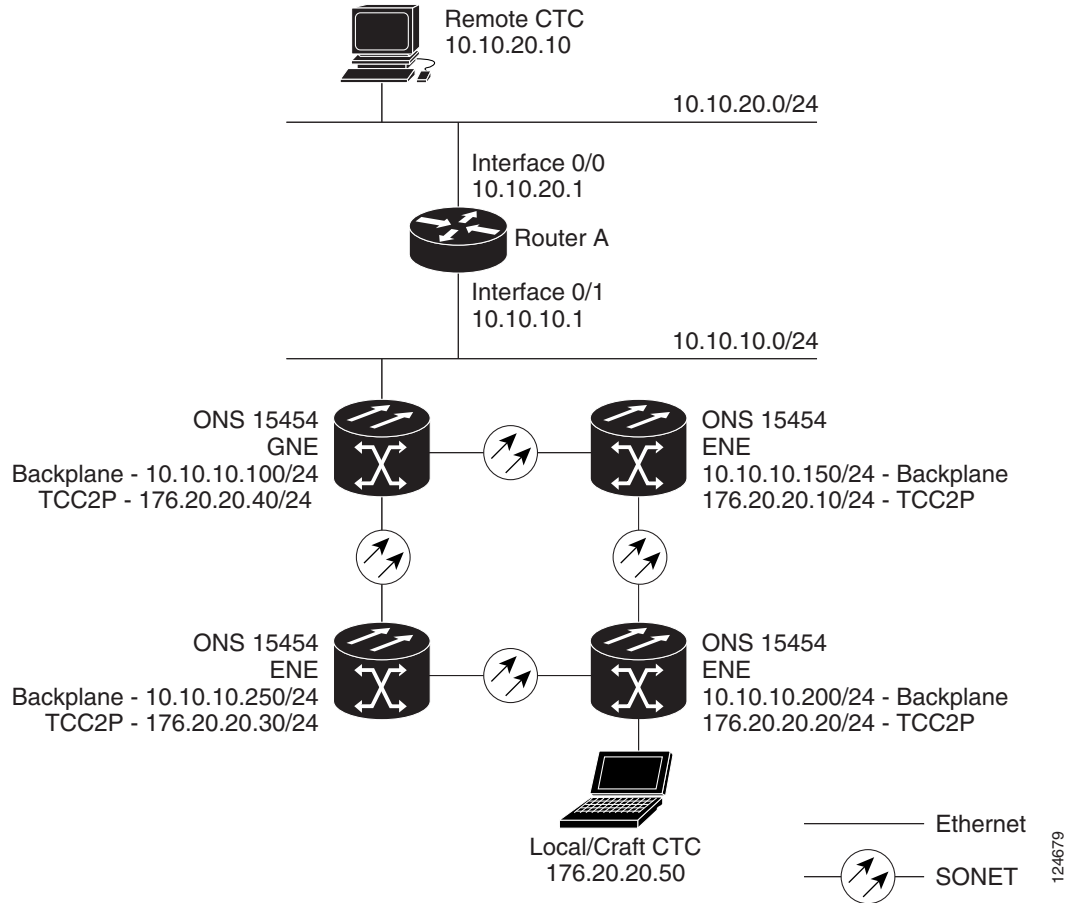 Remote CTC
10.10.20.10
10.10.20.0/24
Interface 0/0
10.10.20.1
Router A
Interface 0/1
10.10.10.1
10.10.10.0/24
ONS 15454
GNE
Backplane - 10.10.10.100/24
TCC2P - 176.20.20.40/24
ONS 15454
ENE
10.10.10.150/24 - Backplane
176.20.20.10/24 - TCC2P
ONS 15454
ENE
Backplane - 10.10.10.250/24
TCC2P - 176.20.20.30/24
ONS 15454
ENE
10.10.10.200/24 - Backplane
176.20.20.20/24 - TCC2P
Local/Craft CTC
176.20.20.50
Ethernet
SONET
124679